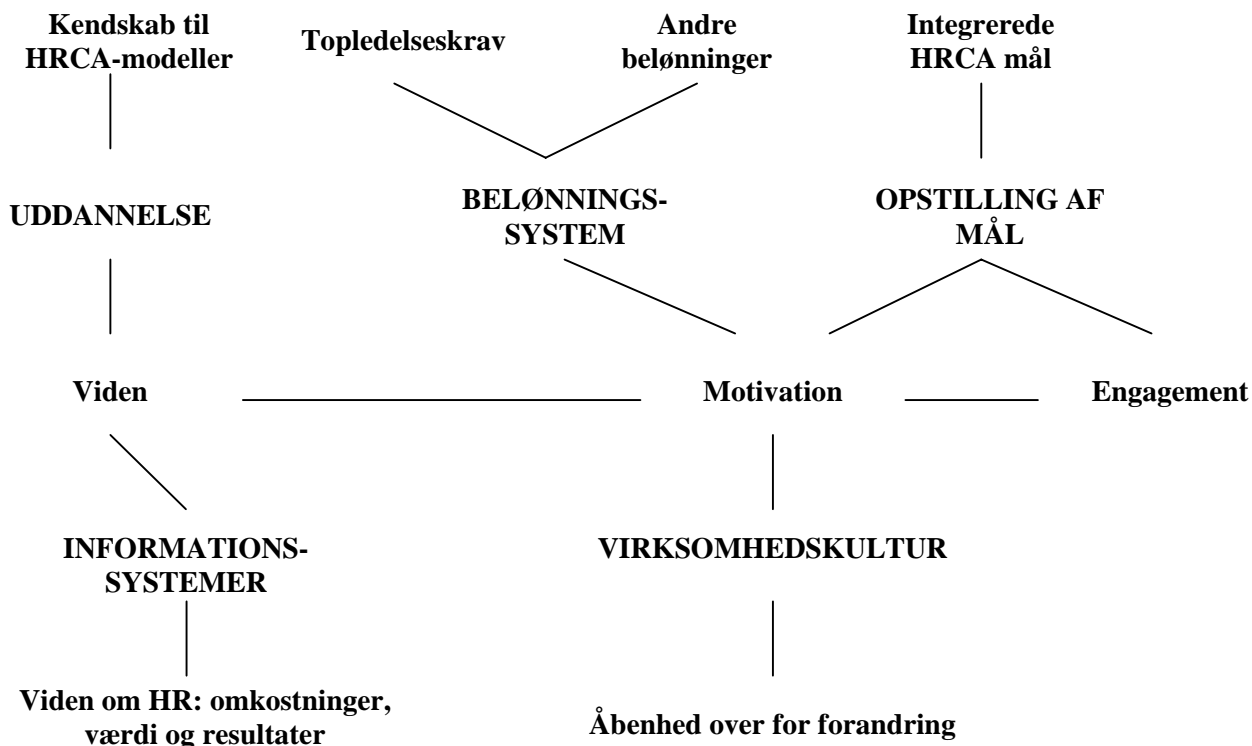 Kendskab til
HRCA-modeller
Topledelseskrav
Andre
belønninger
Integrerede
HRCA mål
UDDANNELSE
BELØNNINGS-
SYSTEM
OPSTILLING AF
MÅL
Viden
Motivation
Engagement
INFORMATIONS-
SYSTEMER
VIRKSOMHEDSKULTUR
Viden om HR: omkostninger,
værdi og resultater
Åbenhed over for forandring